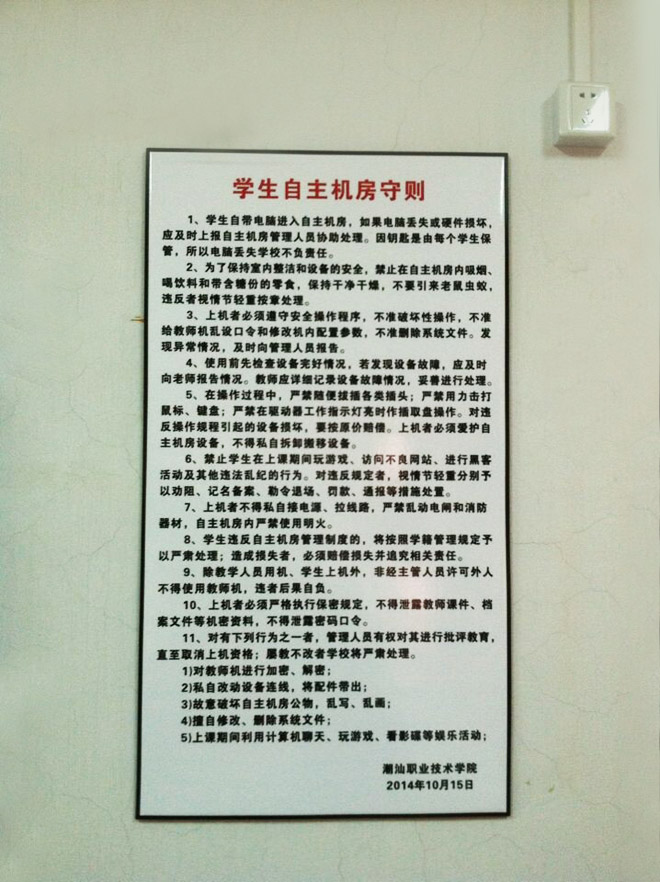 学生自主机房守则
1、学生自带电脑进入自主机房，如果电脑丢失或硬件损坏，
应及时上报自主机房管理人员协助处理。因钥匙是由每个学生保
管，所以电脑丢失学校不负责任。
2、为了保持室内整洁和设备的安全，禁止在自主机房内吸烟、
喝饮料和带含糖份的零食，保持干净干燥，不要引来老鼠虫蚁，
违反者视情节轻重按章处理。
3、上机者必须遵守安全操作程序，不准破坏性操作，不准
给教师机乱设口令和修改机内配置参数，不准删除系统文件。发
现异常情况，及时向管理人员报告。
4、使用前先检查设备完好情况，若发现设备故障，应及时
向老师报告情况。教师应详细记录设备故障情况，妥善进行处理。
5、在操作过程中，严禁随便拔插各类插头；严禁用力击打
鼠标、键盘；严禁在驱动器工作指示灯亮时作插取盘操作。对违
反操作规程引起的设备损坏，要按原价赔偿。上机者必须爱护自
主机房设备，不得私自拆卸搬移设备。
6、禁止学生在上课期间玩游戏、访问不良网站、进行黑客
活动及其他违法乱纪的行为。对违反规定者，视情节轻重分别予
以劝阻、记名备案、勒令退场、罚款、通报等措施处置。
7、上机者不得私自接电源、拉线路，严禁乱动电闸和消防
器材，自主机房内严禁使用明火。
8、学生违反自主机房管理制度的，将按照学籍管理规定予
以严肃处理；造成损失者，必须赔偿损失并追究相关责任。
9、除教学人员用机、学生上机外，非经主管人员许可外人
不得使用教师机，违者后果自负。
10、上机者必须严格执行保密规定，不得泄露教师课件、档
案文件等机密资料，不得泄露密码口令。
11、对有下列行为之一者，管理人员有权对其进行批评教育，
直至取消上机资格；屡教不改者学校将严肃处理。
1)对教师机进行加密、解密；
2)私自改动设备连线，将配件带出；
3)故意破坏自主机房公物，乱写、乱画；
4)擅自修改、删除系统文件；
5)上课期间利用计算机聊天、玩游戏、看影碟等娱乐活动；
潮汕职业技术学院
2014年10月15日